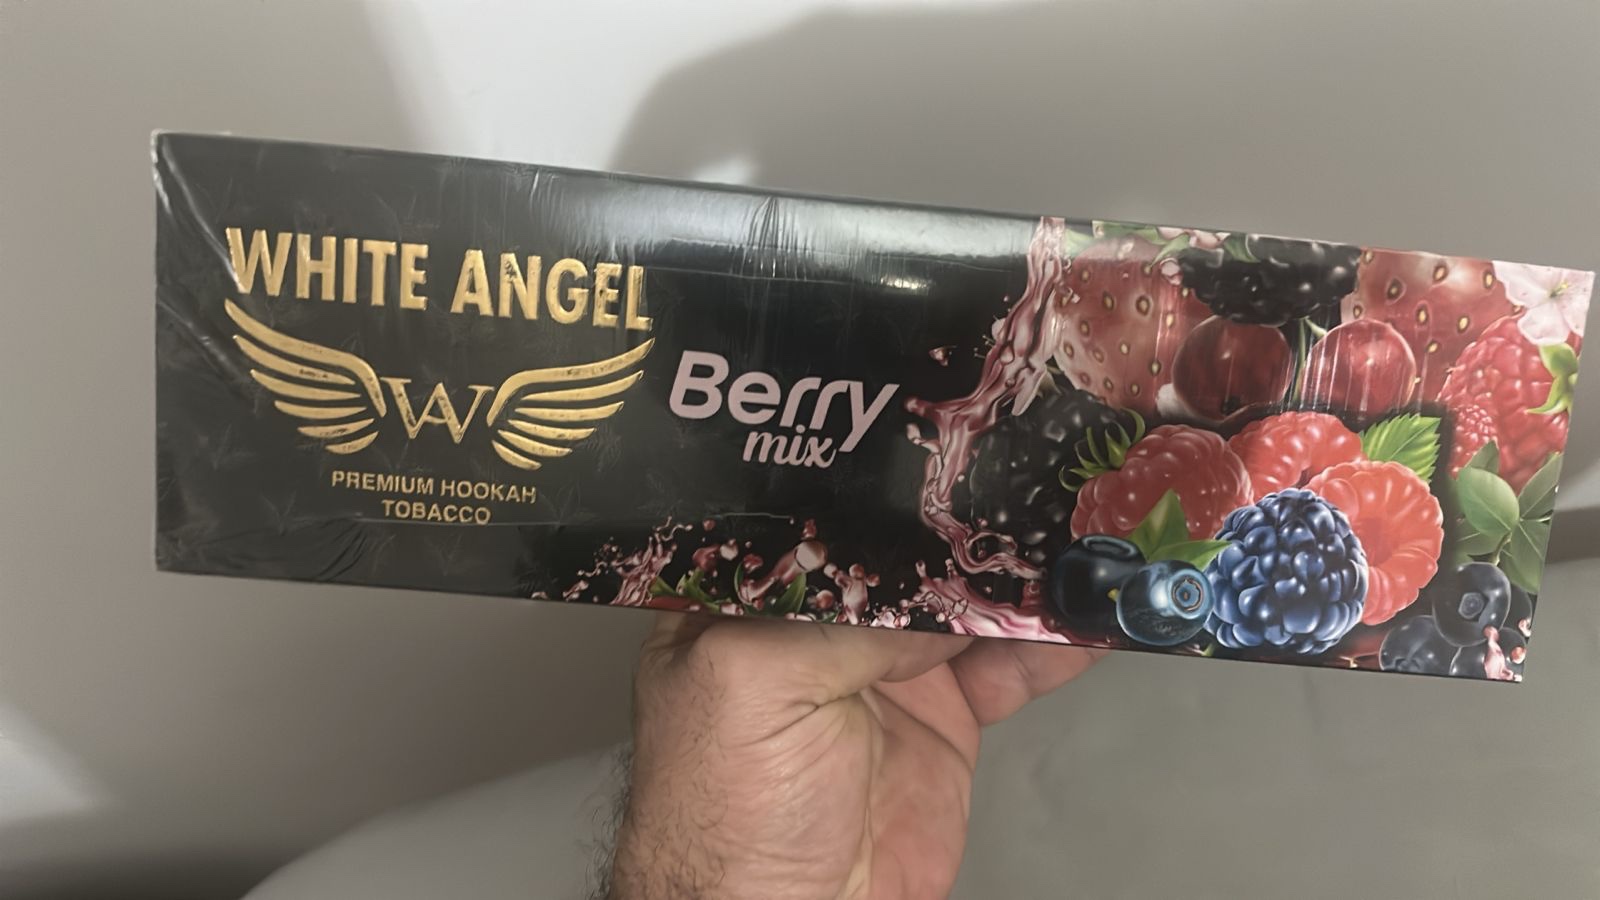 WHITE ANGEL
W
PREMIUM HOOKAH
TOBACCO
Berry
mix